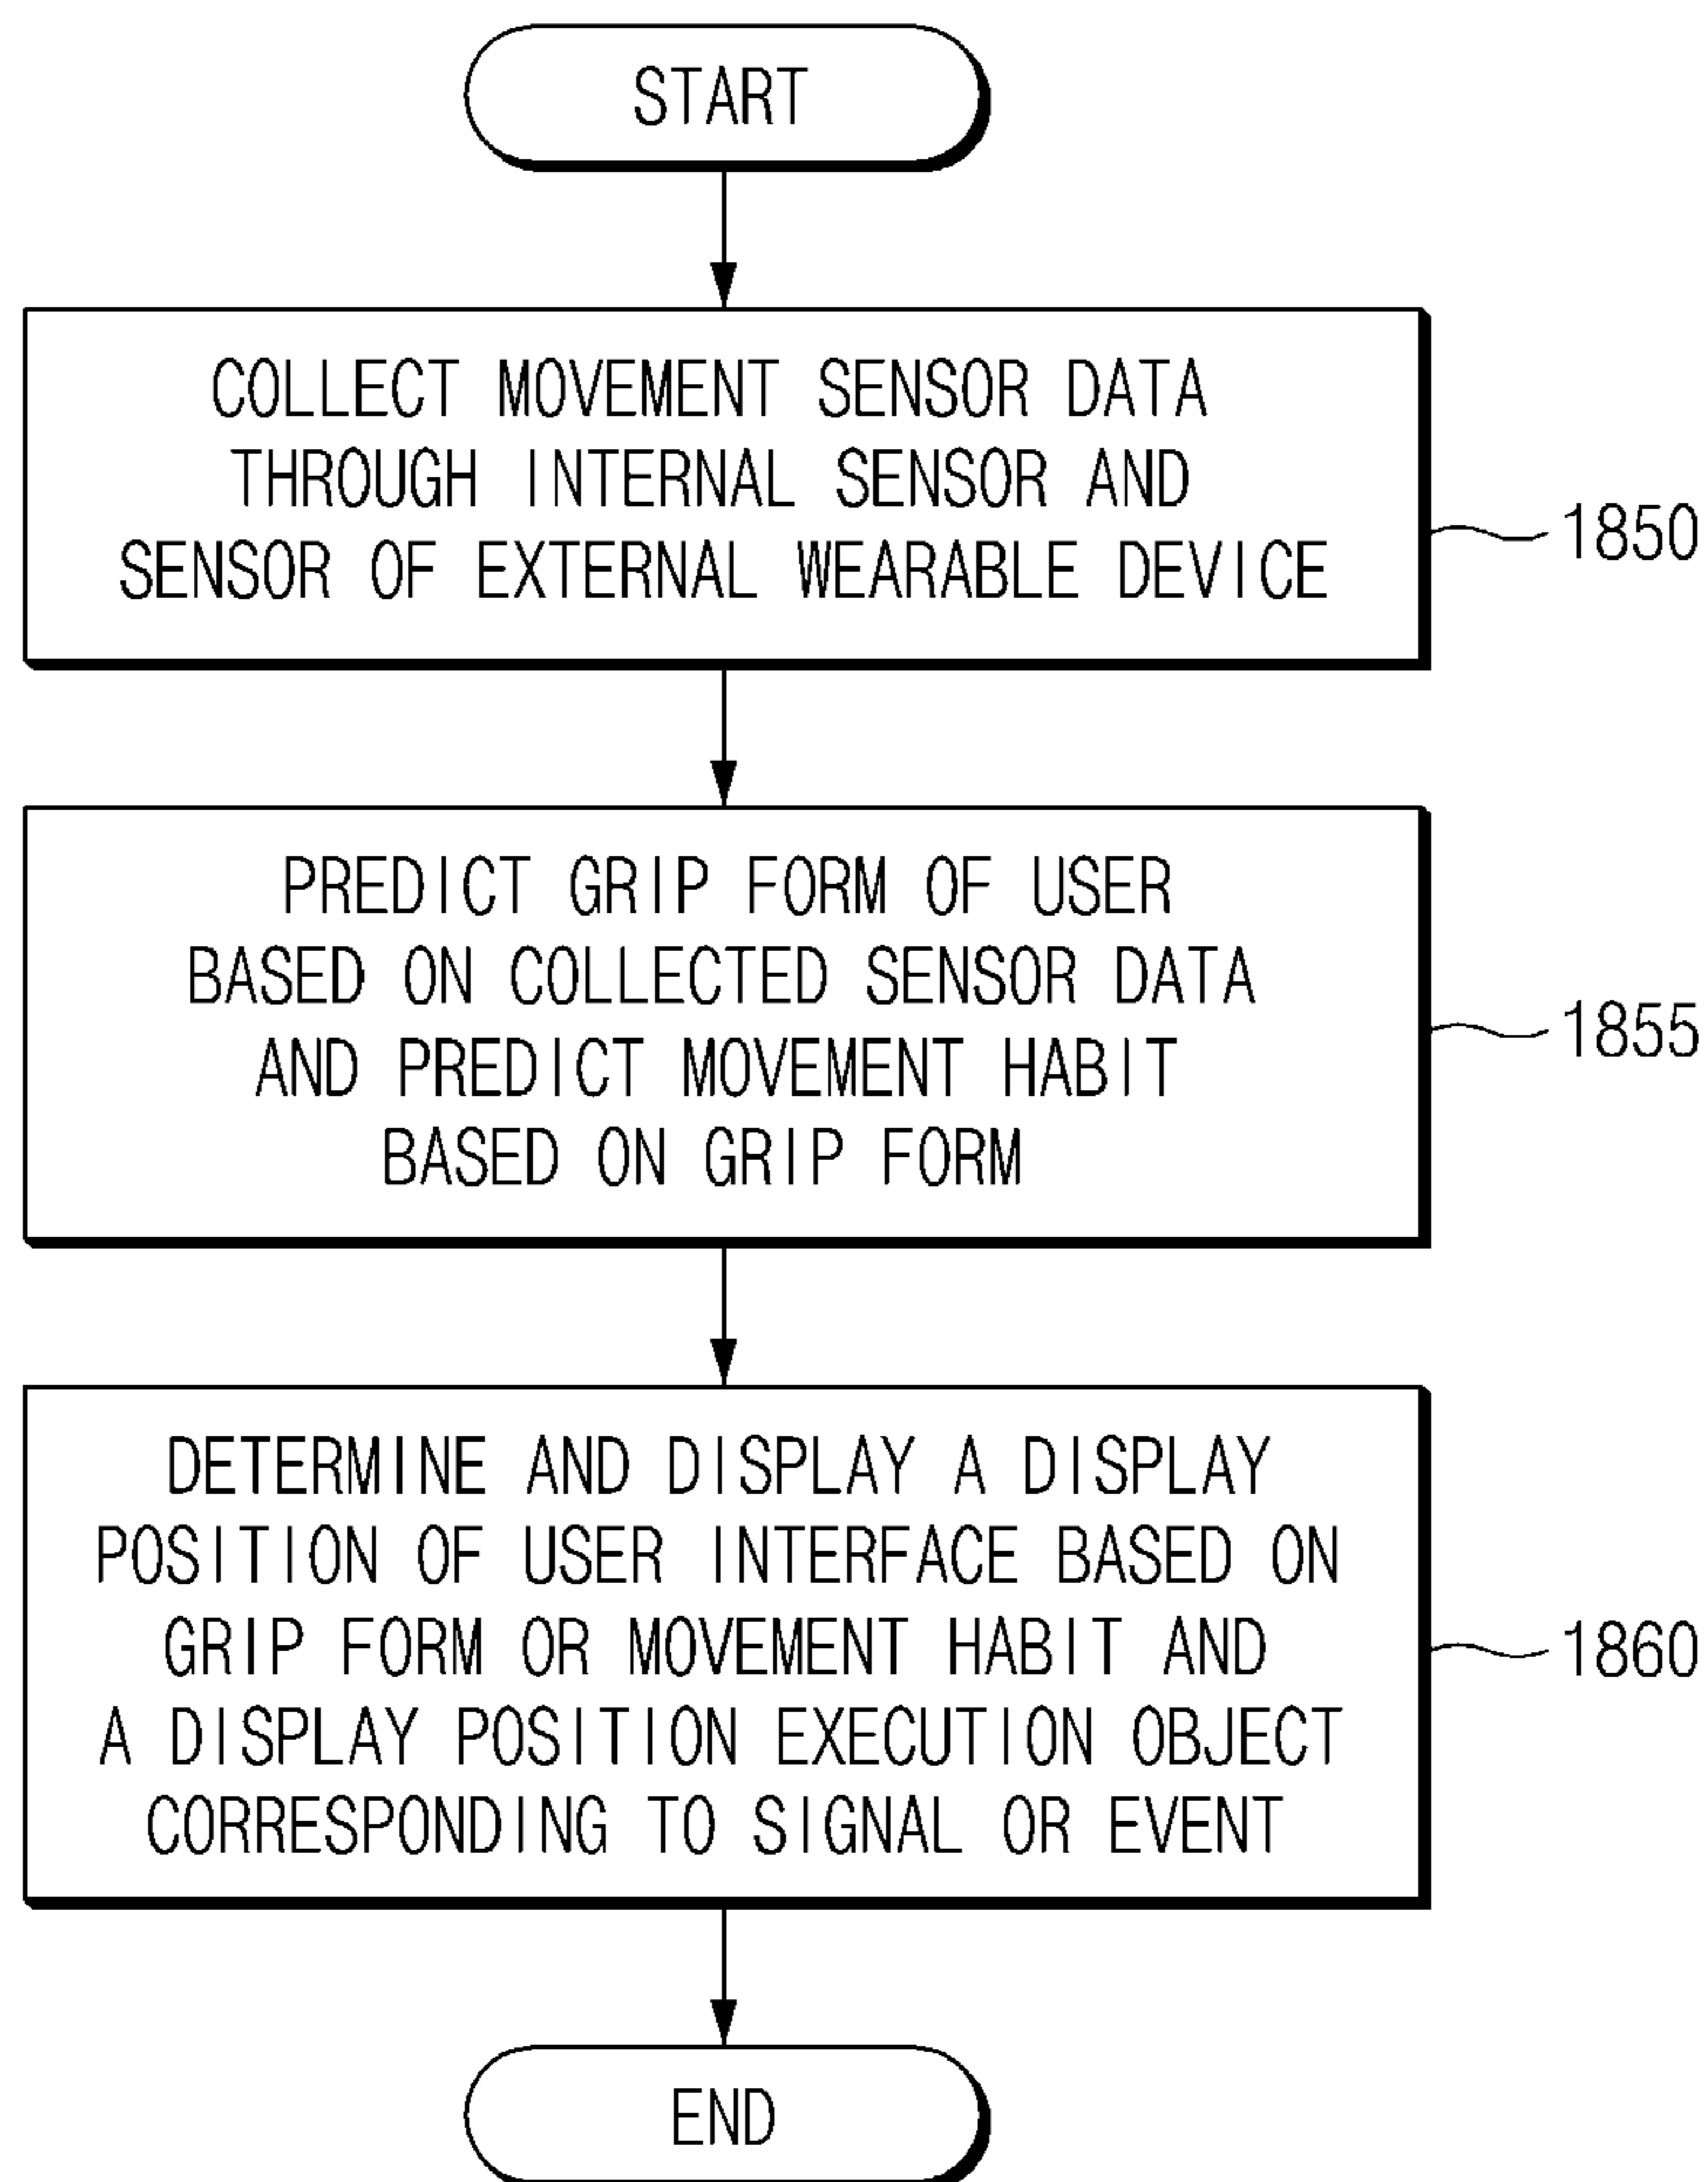 START
COLLECT MOVEMENT SENSOR DATA
THROUGH INTERNAL SENSOR AND
SENSOR OF EXTERNAL WEARABLE DEVICE
1850
PREDICT GRIP FORM OF USER
BASED ON COLLECTED SENSOR DATA
AND PREDICT MOVEMENT HABIT
BASED ON GRIP FORM
1855
DETERMINE AND DISPLAY A DISPLAY
POSITION OF USER INTERFACE BASED ON
GRIP FORM OR MOVEMENT HABIT AND
A DISPLAY POSITION EXECUTION OBJECT
CORRESPONDING TO SIGNAL OR EVENT
1860
END